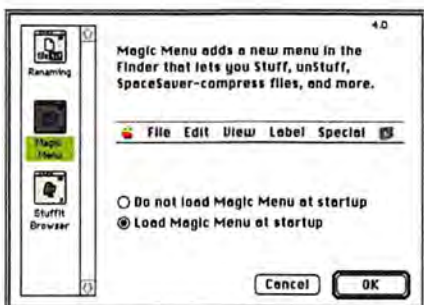 4.0
Renaming
Magic
Menu
StuffIt
Browser
Magic Menu adds a new menu in the
Finder that lets you Stuff, unStuff,
SpaceSaver-compress files, and more.
File Edit View Label Special
Do not load Magic Menu at startup
Load Magic Menu at startup
Cancel
OK